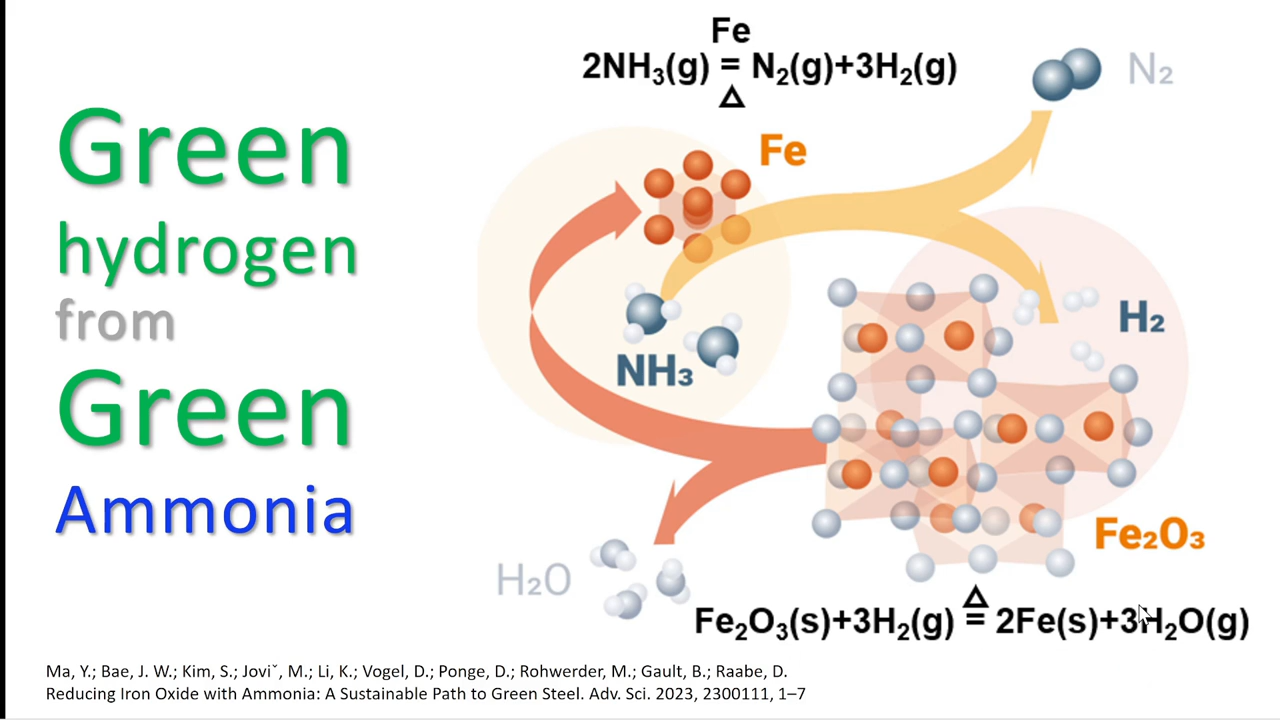 Green
hydrogen
from
Green
Ammonia
Fe
2NH₃(g) = N₂(g)+3H₂(g)
△
N₂
Fe
NH₃
H₂
Fe₂O₃
H₂O
△
Fe₂O₃(s)+3H₂(g) = 2Fe(s)+3H₂O(g)
Ma, Y.; Bae, J. W.; Kim, S.; Joviˇ, M.; Li, K.; Vogel, D.; Ponge, D.; Rohwerder, M.; Gault, B.; Raabe, D.
Reducing Iron Oxide with Ammonia: A Sustainable Path to Green Steel. Adv. Sci. 2023, 2300111, 1–7